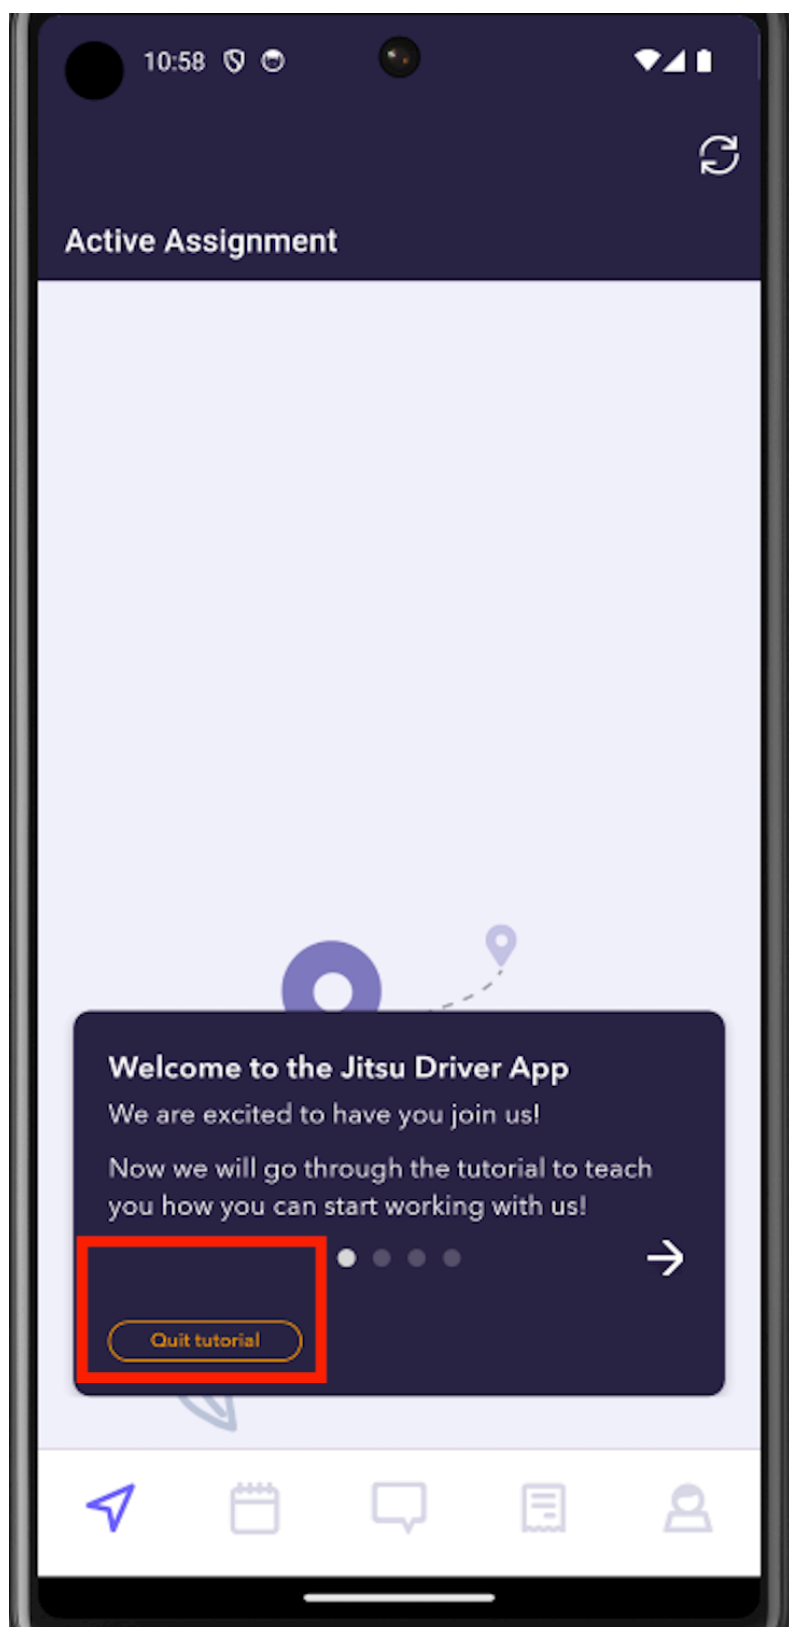 10:58
Active Assignment
Welcome to the Jitsu Driver App
We are excited to have you join us!
Now we will go through the tutorial to teach
you how you can start working with us!
Quit tutorial